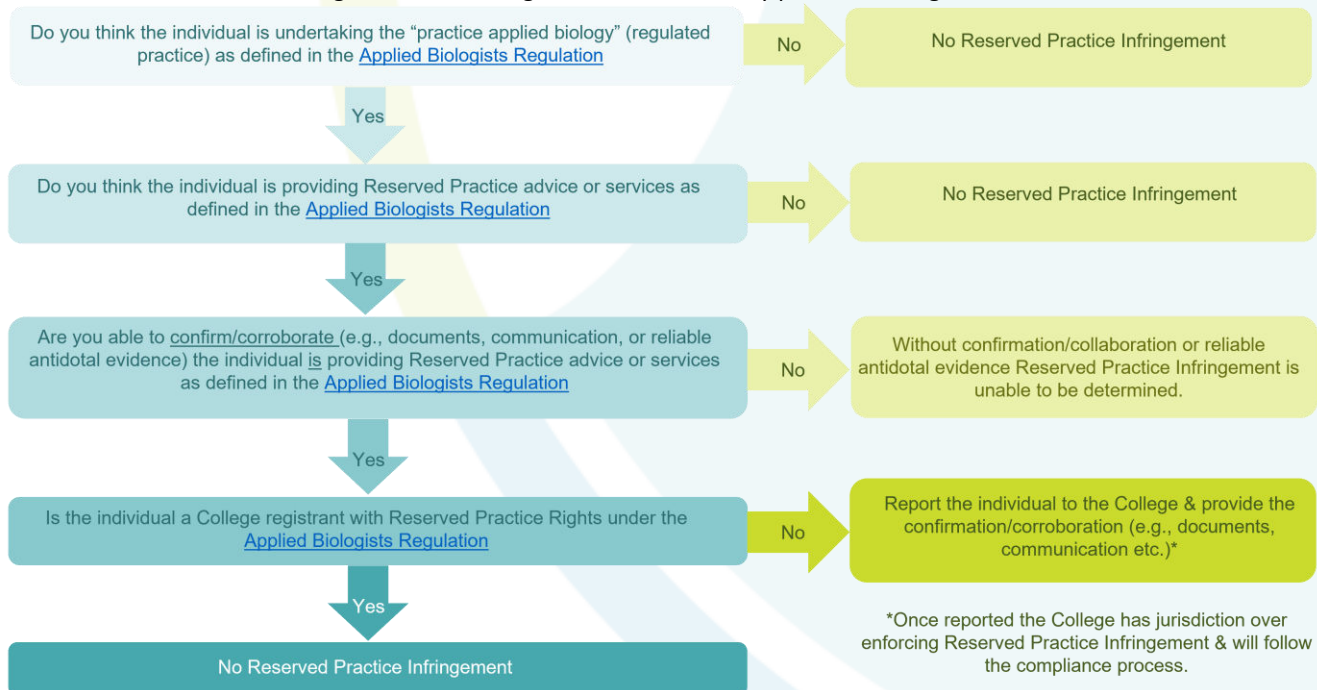 Do you think the individual is undertaking the “practice applied biology” (regulated
practice) as defined in the Applied Biologists Regulation
No
No Reserved Practice Infringement
Yes
Do you think the individual is providing Reserved Practice advice or services as
defined in the Applied Biologists Regulation
No
No Reserved Practice Infringement
Yes
Are you able to confirm/corroborate (e.g., documents, communication, or reliable
antidotal evidence) the individual is providing Reserved Practice advice or services
as defined in the Applied Biologists Regulation
No
Without confirmation/collaboration or reliable
antidotal evidence Reserved Practice Infringement is
unable to be determined.
Yes
Is the individual a College registrant with Reserved Practice Rights under the
Applied Biologists Regulation
No
Report the individual to the College & provide the
confirmation/corroboration (e.g., documents,
communication etc.)*
Yes
No Reserved Practice Infringement
*Once reported the College has jurisdiction over
enforcing Reserved Practice Infringement & will follow
the compliance process.